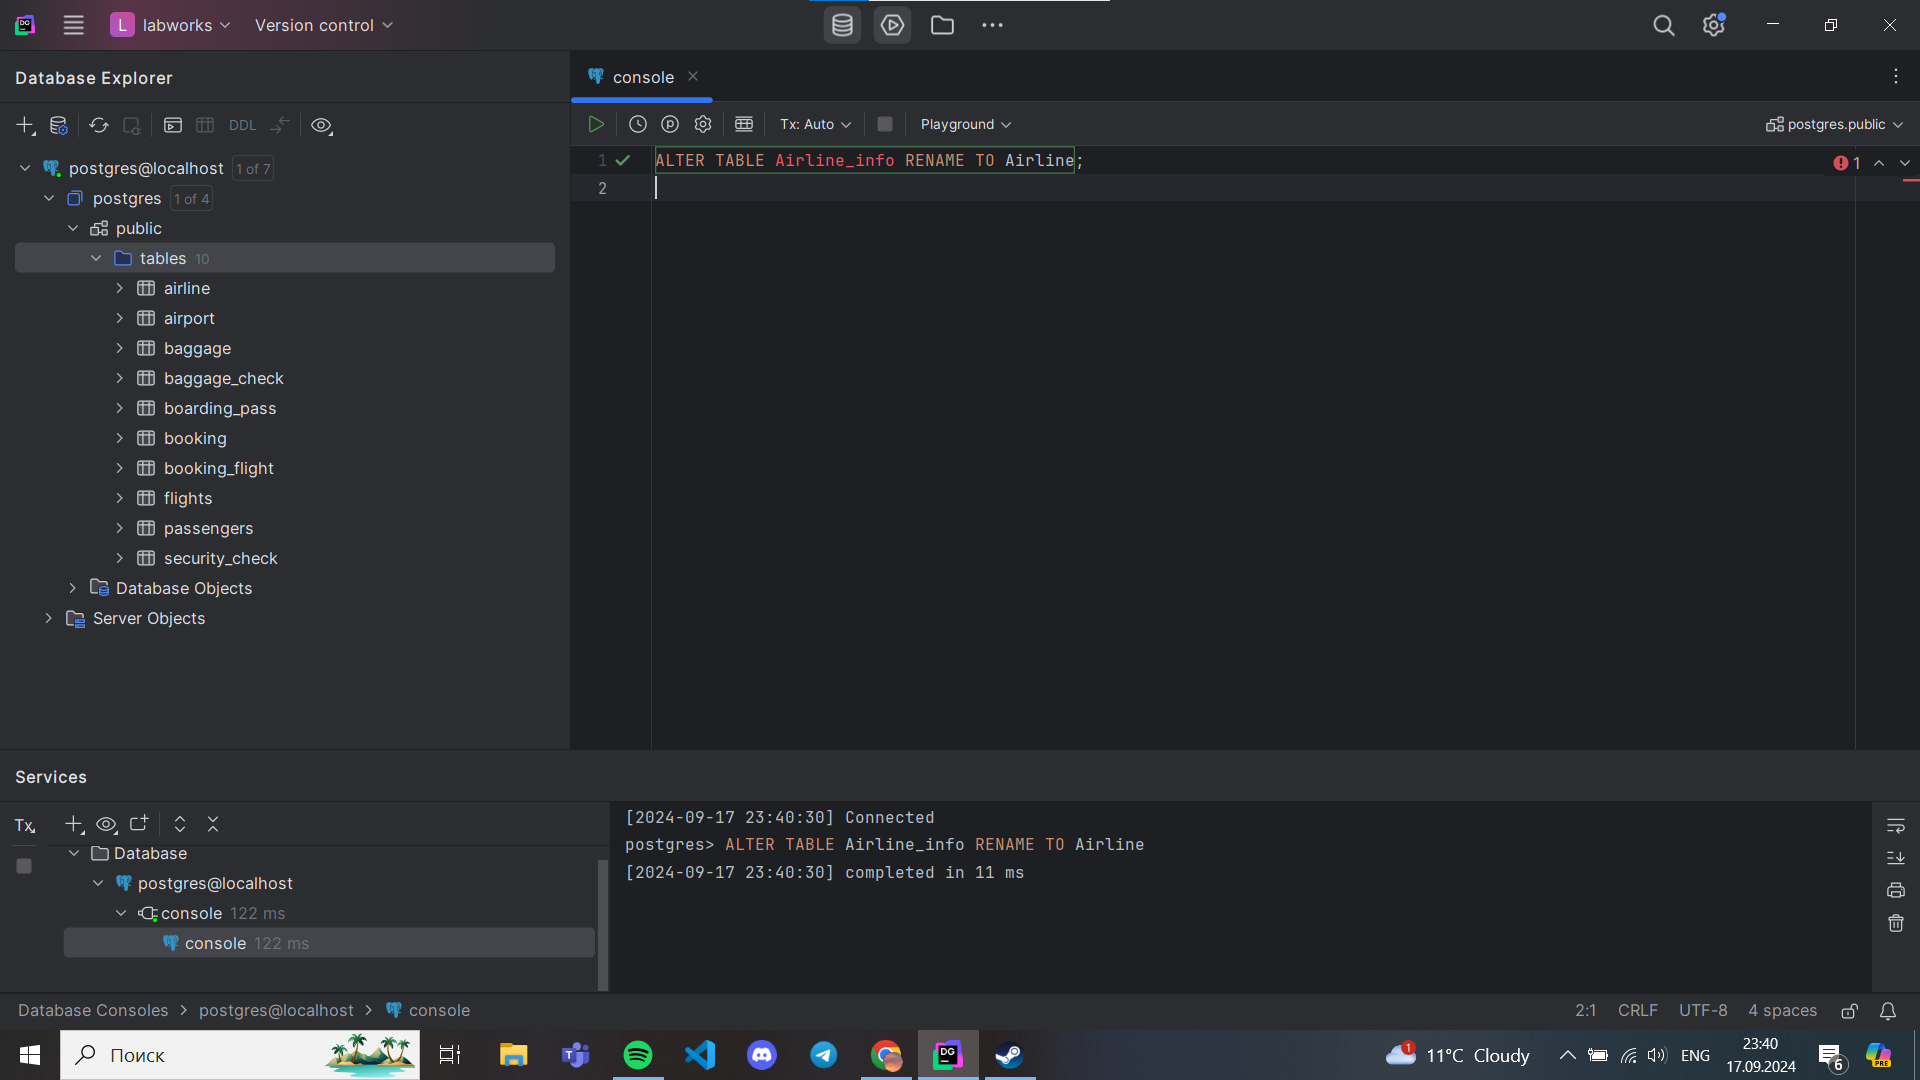 DG
L labworks
Version control
Database Explorer
console
DDL
Tx: Auto
Playground
postgres.public
postgres@localhost 1 of 7
postgres 1 of 4
public
tables 10
airline
airport
baggage
baggage_check
boarding_pass
booking
booking_flight
flights
passengers
security_check
Database Objects
Server Objects
1 ALTER TABLE Airline_info RENAME TO Airline;
2
1
Services
Tx
Database
postgres@localhost
console 122 ms
console 122 ms
[2024-09-17 23:40:30] Connected
postgres> ALTER TABLE Airline_info RENAME TO Airline
[2024-09-17 23:40:30] completed in 11 ms
Database Consoles > postgres@localhost > console
2:1 CRLF UTF-8 4 spaces
Поиск
DG
1
11°C Cloudy
ENG
23:40
17.09.2024
6
PRE